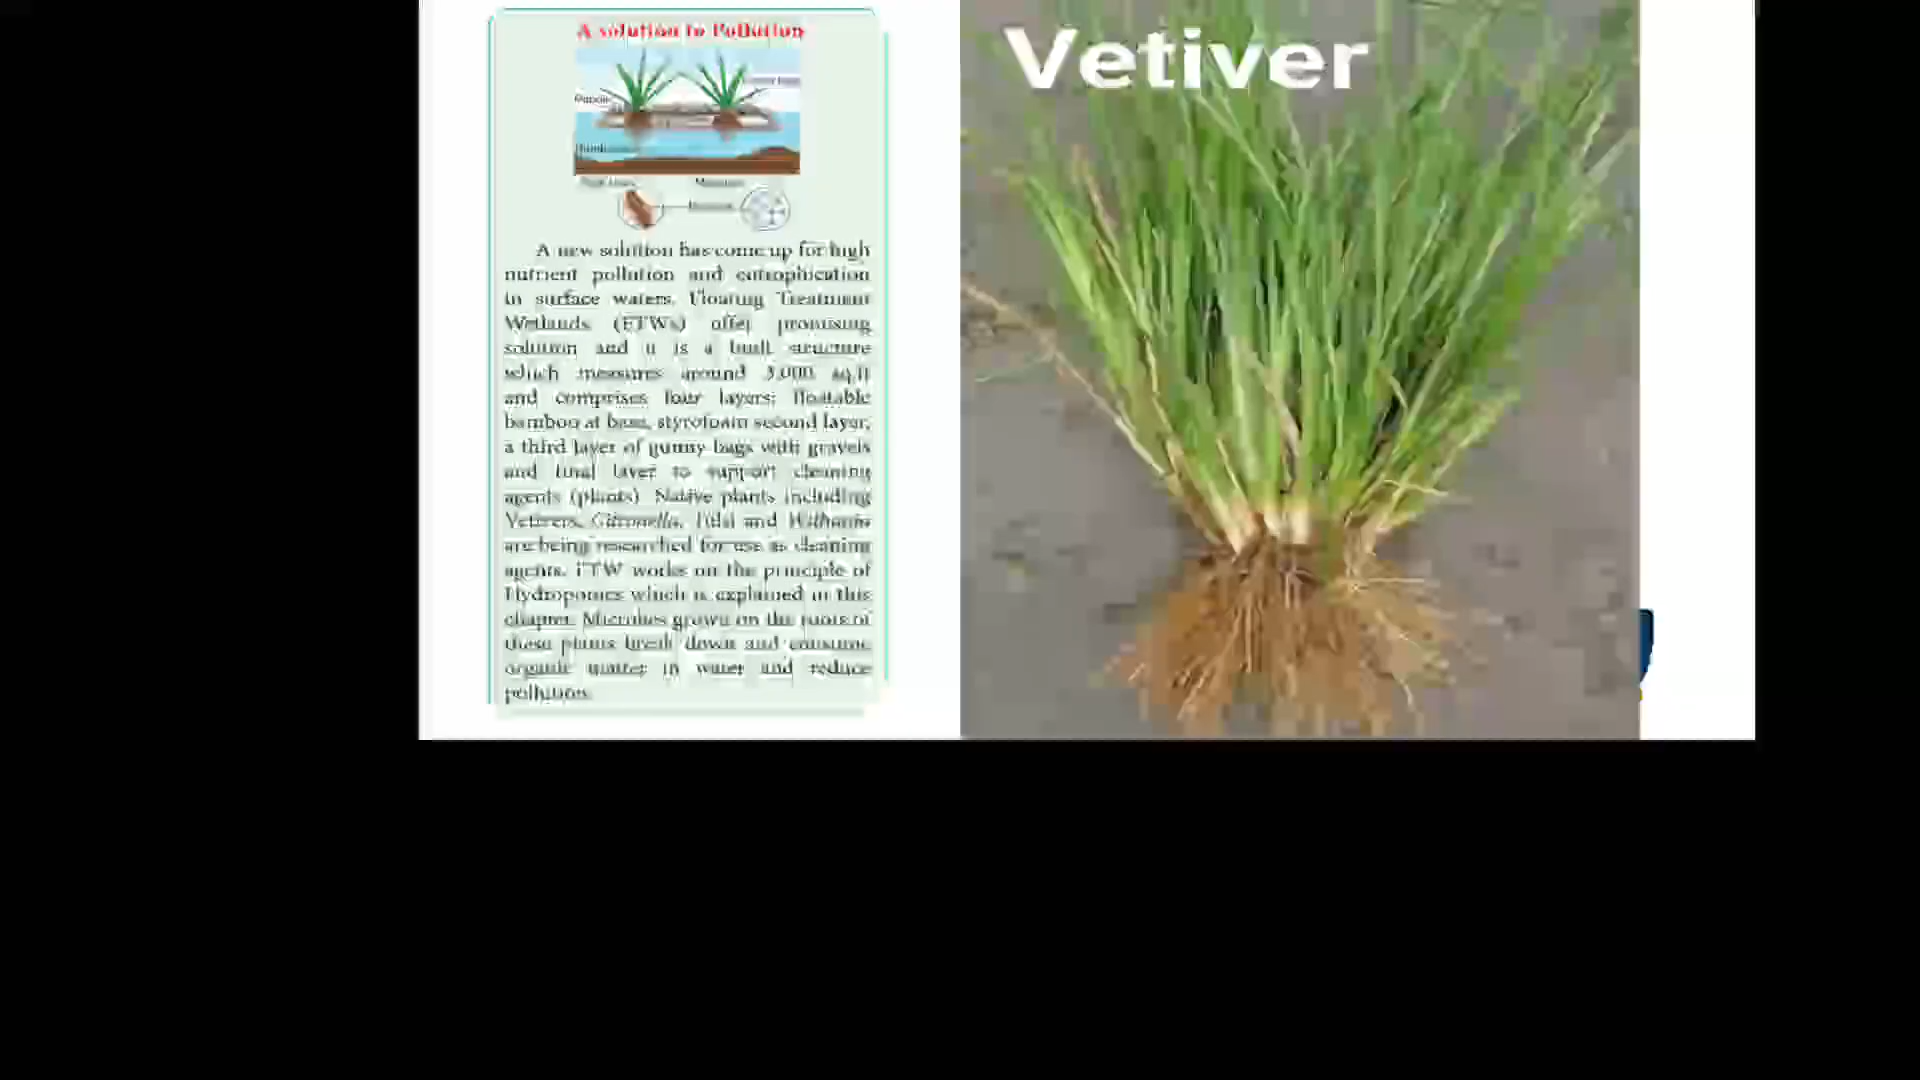 A solution to Pollution
A new solution has come up for high
nutrient pollution and eutrophication
in surface waters. Floating Treatment
Wetlands (FTWs) offer promising
solution and it is a built structure
which measures around 3,000 sq.ft
and comprises four layers: floatable
bamboo at base, styrofoam second layer,
a third layer of gunny bags with gravels
and final layer to support cleaning
agents (plants). Native plants including
Vetivers, Citronella, Tulsi and Withania
are being researched for use as cleaning
agents. FTW works on the principle of
Hydroponics which is explained in this
chapter. Microbes grown on the roots of
these plants break down and consume
organic matter in water and reduce
pollution.
Vetiver